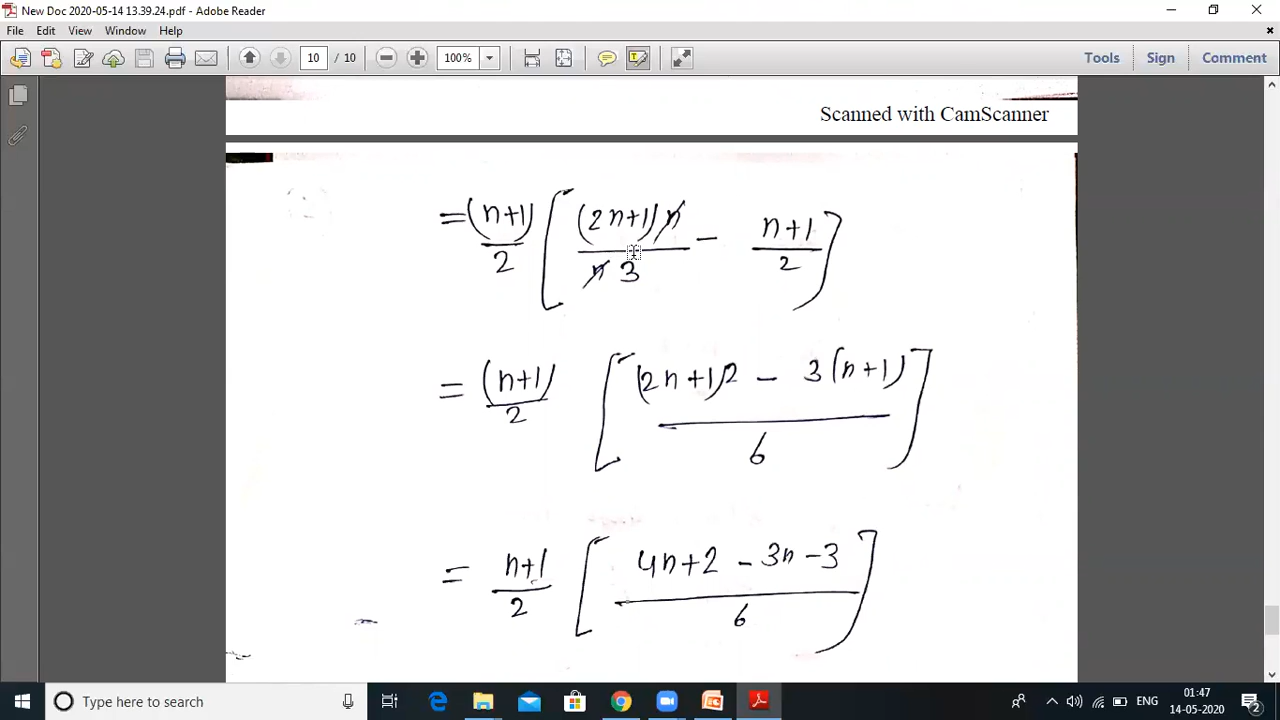 New Doc 2020-05-14 13.39.24.pdf - Adobe Reader
File Edit View Window Help
10 / 10 100% Tools Sign Comment
Scanned with CamScanner
= (n+1)/2 [ (2n+1)n/n3 - n+1/2 ]
= (n+1)/2 [ (2n+1)2 - 3(n+1)/6 ]
= n+1/2 [ 4n+2 - 3n - 3/6 ]
Type here to search
ENG 01:47
14-05-2020
2